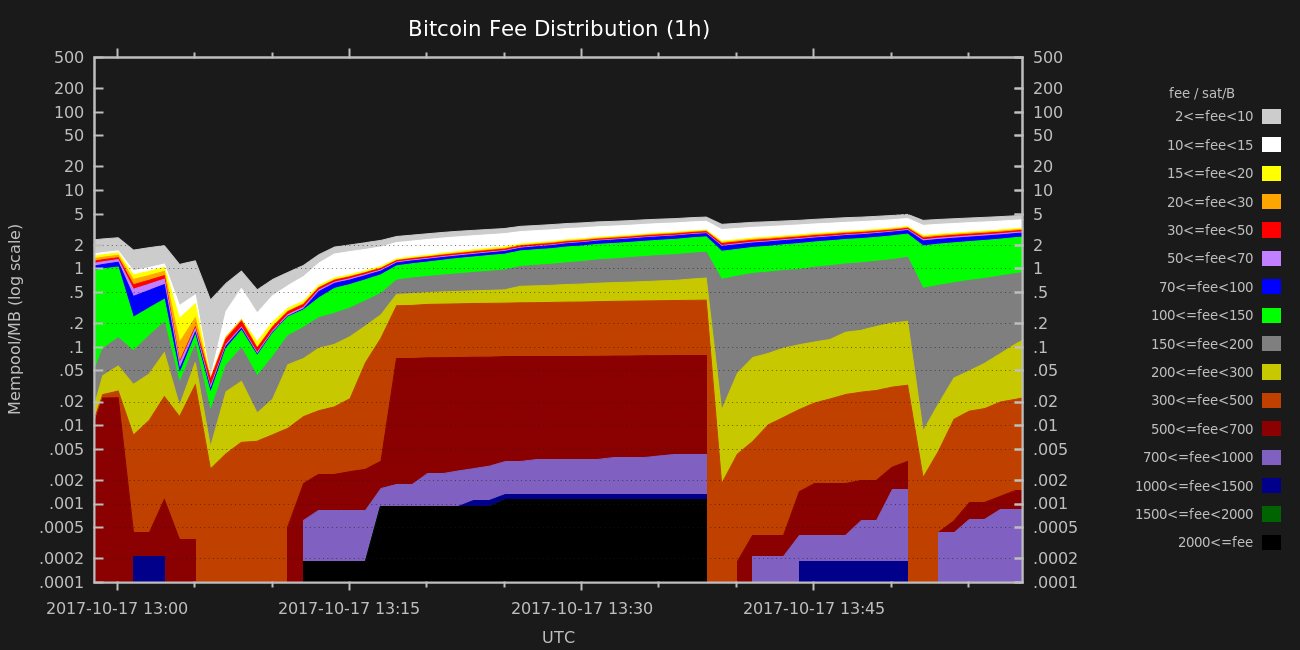 Bitcoin Fee Distribution (1h)
Mempool/MB (log scale)
500
200
100
50
20
10
5
2
1
.5
.2
.1
.05
.02
.01
.005
.002
.001
.0005
.0002
.0001
500
200
100
50
20
10
5
2
1
.5
.2
.1
.05
.02
.01
.005
.002
.001
.0005
.0002
.0001
2017-10-17 13:00 2017-10-17 13:15 2017-10-17 13:30 2017-10-17 13:45
UTC
fee / sat/B
2<=fee<10
10<=fee<15
15<=fee<20
20<=fee<30
30<=fee<50
50<=fee<70
70<=fee<100
100<=fee<150
150<=fee<200
200<=fee<300
300<=fee<500
500<=fee<700
700<=fee<1000
1000<=fee<1500
1500<=fee<2000
2000<=fee